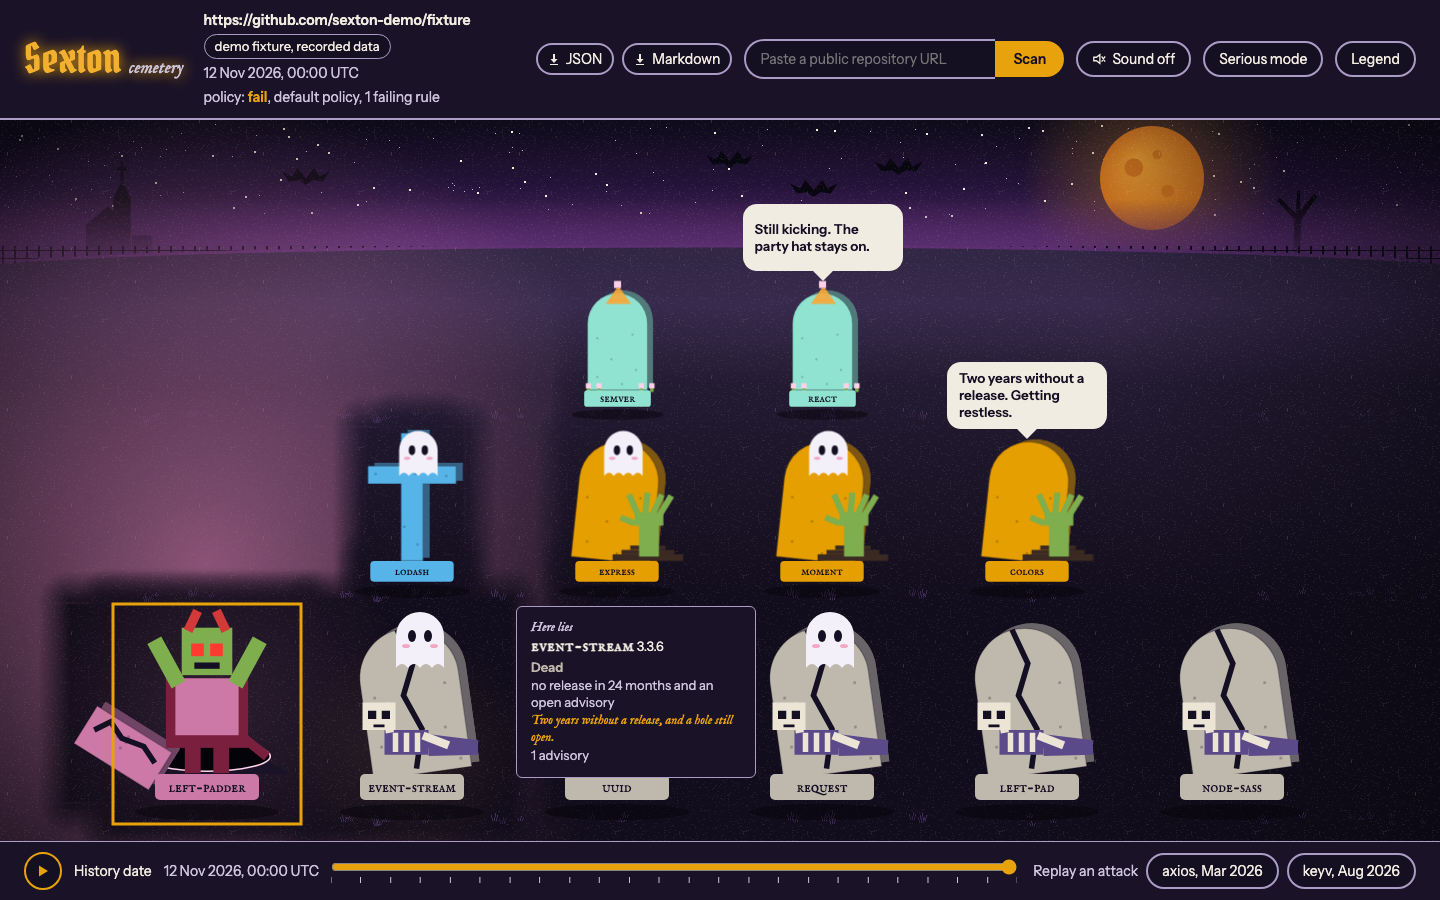 Sexton cemetery
https://github.com/sexton-demo/fixture
demo fixture, recorded data
12 Nov 2026, 00:00 UTC
policy: fail, default policy, 1 failing rule
JSON
Markdown
Paste a public repository URL
Scan
Sound off
Serious mode
Legend
Still kicking. The
party hat stays on.
SEMVER
REACT
Two years without a
release. Getting
restless.
LODASH
EXPRESS
MOMENT
COLORS
Here lies
EVENT-STREAM 3.3.6
Dead
no release in 24 months and an
open advisory
Two years without a release, and a hole still
open.
1 advisory
LEFT-PADDER
EVENT-STREAM
UUID
REQUEST
LEFT-PAD
NODE-SASS
History date
12 Nov 2026, 00:00 UTC
Replay an attack
axios, Mar 2026
keyv, Aug 2026